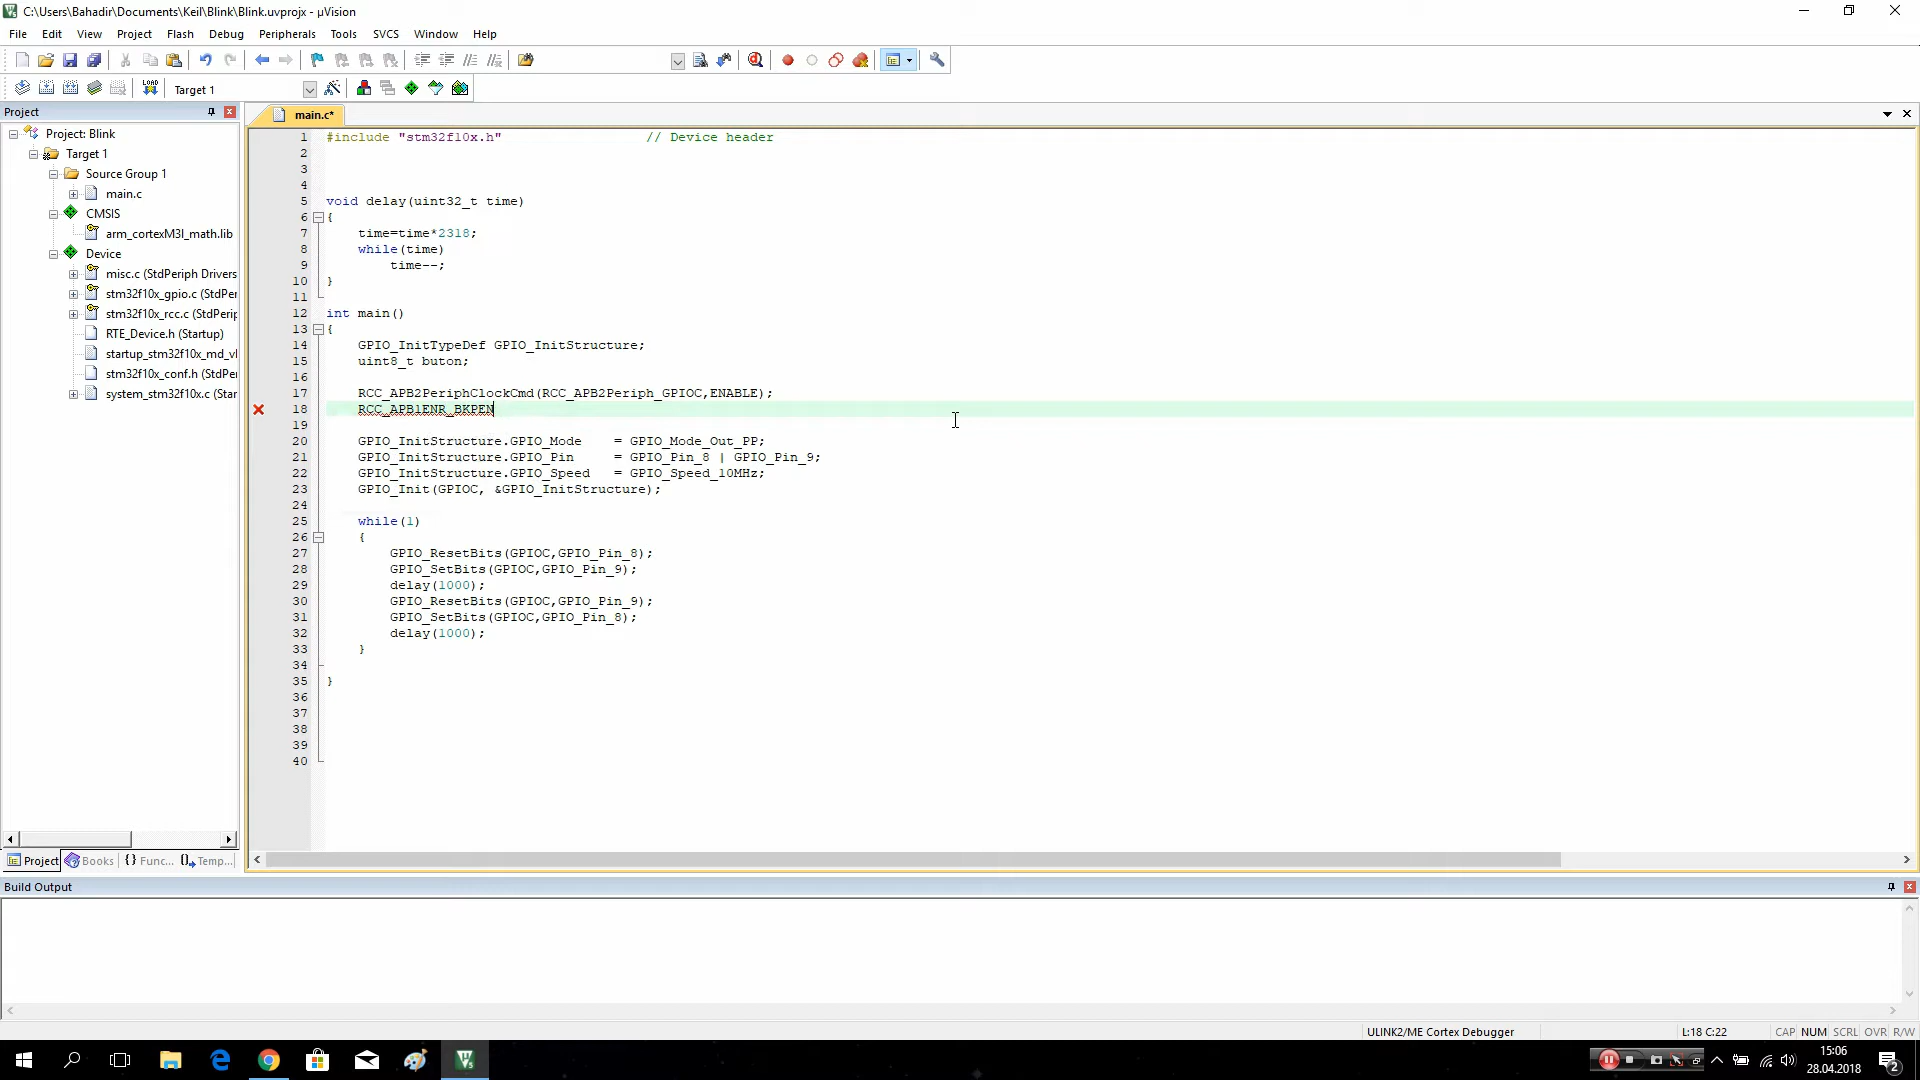 C:\Users\Bahadir\Documents\Keil\Blink\Blink.uvprojx - µVision
File Edit View Project Flash Debug Peripherals Tools SVCS Window Help
LOAD
Target 1
Project
main.c*
Project: Blink
Target 1
Source Group 1
main.c
CMSIS
arm_cortexM3l_math.lib
Device
misc.c (StdPeriph Drivers
stm32f10x_gpio.c (StdPer
stm32f10x_rcc.c (StdPerip
RTE_Device.h (Startup)
startup_stm32f10x_md_vl
stm32f10x_conf.h (StdPe
system_stm32f10x.c (Star
1 #include "stm32f10x.h" // Device header
2
3
4
5 void delay(uint32_t time)
6 {
7 time=time*2318;
8 while(time)
9 time--;
10 }
11
12 int main()
13 {
14 GPIO_InitTypeDef GPIO_InitStructure;
15 uint8_t buton;
16
17 RCC_APB2PeriphClockCmd(RCC_APB2Periph_GPIOC,ENABLE);
18 RCC_APB1ENR_BKPEN
19
20 GPIO_InitStructure.GPIO_Mode = GPIO_Mode_Out_PP;
21 GPIO_InitStructure.GPIO_Pin = GPIO_Pin_8 | GPIO_Pin_9;
22 GPIO_InitStructure.GPIO_Speed = GPIO_Speed_10MHz;
23 GPIO_Init(GPIOC, &GPIO_InitStructure);
24
25 while(1)
26 {
27 GPIO_ResetBits(GPIOC,GPIO_Pin_8);
28 GPIO_SetBits(GPIOC,GPIO_Pin_9);
29 delay(1000);
30 GPIO_ResetBits(GPIOC,GPIO_Pin_9);
31 GPIO_SetBits(GPIOC,GPIO_Pin_8);
32 delay(1000);
33 }
34
35 }
36
37
38
39
40
Project Books {} Func... Temp...
Build Output
ULINK2/ME Cortex Debugger L:18 C:22 CAP NUM SCRL OVR R/W
15:06
28.04.2018
2